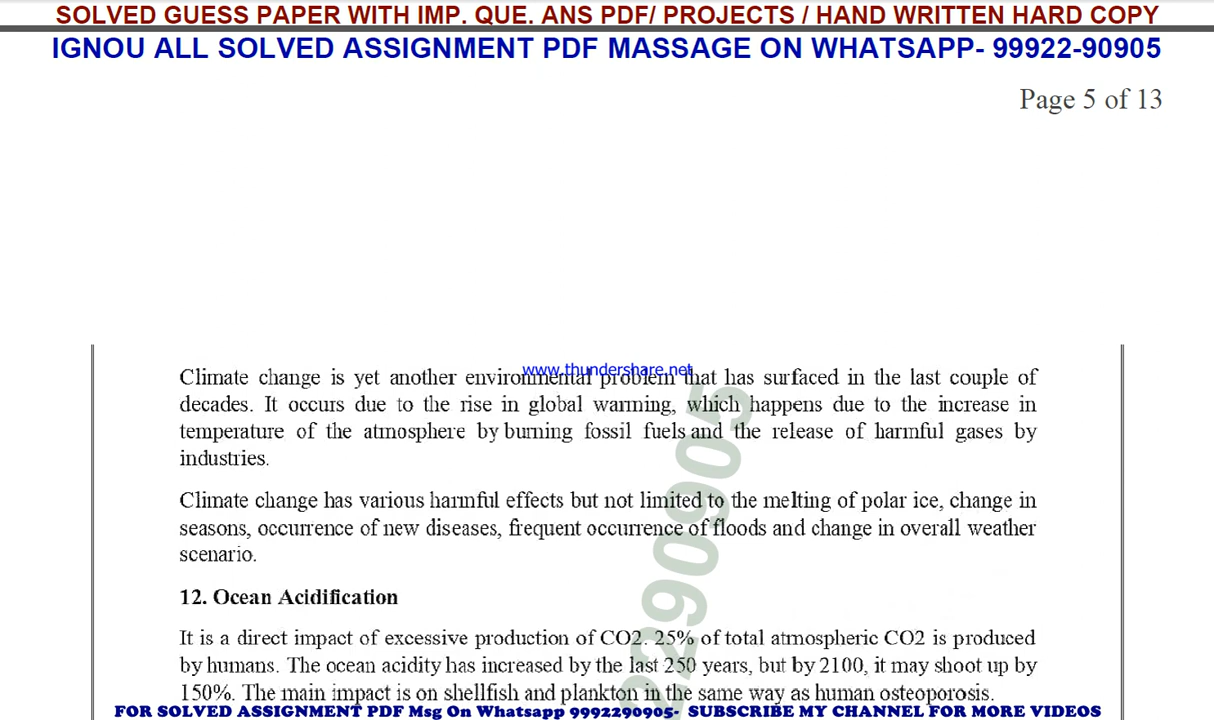 SOLVED GUESS PAPER WITH IMP. QUE. ANS PDF/ PROJECTS / HAND WRITTEN HARD COPY
IGNOU ALL SOLVED ASSIGNMENT PDF MASSAGE ON WHATSAPP- 99922-90905
Page 5 of 13
www.thundershare.net
Climate change is yet another environmental problem that has surfaced in the last couple of
decades. It occurs due to the rise in global warming, which happens due to the increase in
temperature of the atmosphere by burning fossil fuels and the release of harmful gases by
industries.
Climate change has various harmful effects but not limited to the melting of polar ice, change in
seasons, occurrence of new diseases, frequent occurrence of floods and change in overall weather
scenario.
12. Ocean Acidification
It is a direct impact of excessive production of CO2. 25% of total atmospheric CO2 is produced
by humans. The ocean acidity has increased by the last 250 years, but by 2100, it may shoot up by
150%. The main impact is on shellfish and plankton in the same way as human osteoporosis.
2290905
FOR SOLVED ASSIGNMENT PDF Msg On Whatsapp 9992290905- SUBSCRIBE MY CHANNEL FOR MORE VIDEOS